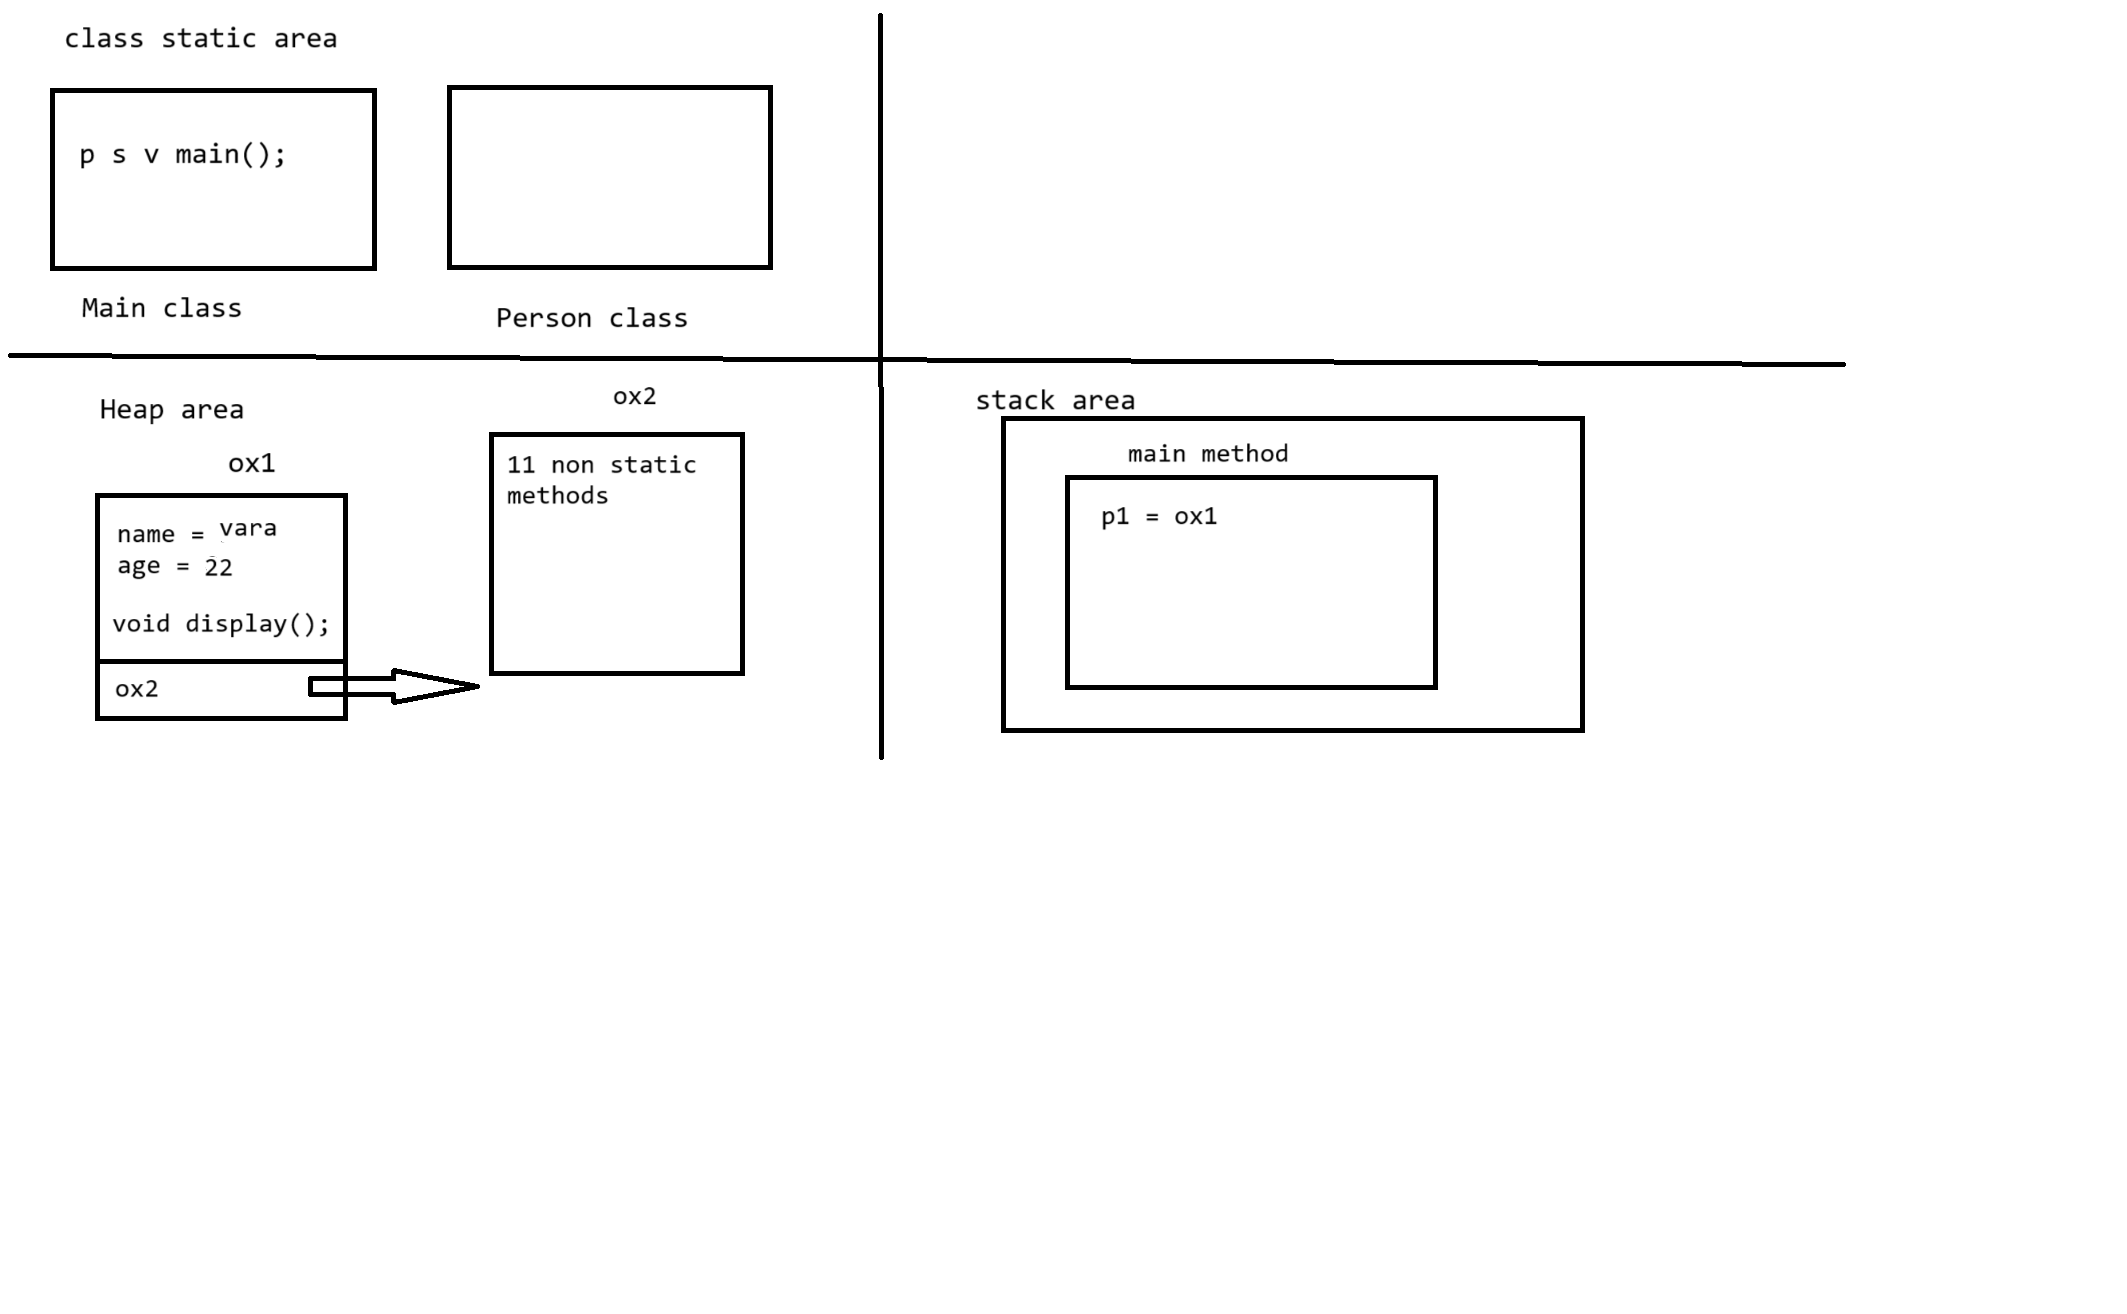 class static area
p s v main();
Main class
Person class
Heap area
ox1
name = vara
age = 22
void display();
ox2
ox2
11 non static
methods
stack area
main method
p1 = ox1